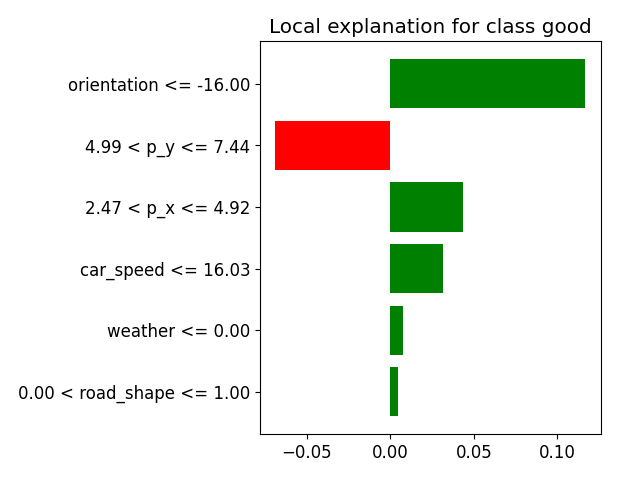 Local explanation for class good
orientation <= -16.00
4.99 < p_y <= 7.44
2.47 < p_x <= 4.92
car_speed <= 16.03
weather <= 0.00
0.00 < road_shape <= 1.00
−0.05 0.00 0.05 0.10